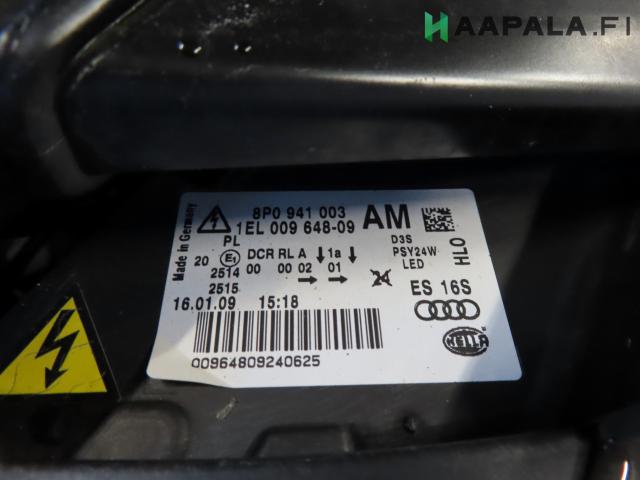 HAAPALA.FI
Made in Germany
8P0 941 003 AM
1EL 009 648-09
PL
D3S
PSY24W
LED
HLO
20 E1 DCR RL A 1a
2514 00 00 02 01
2515
ES 16S
16.01.09 15:18
00964809240625
HELLA